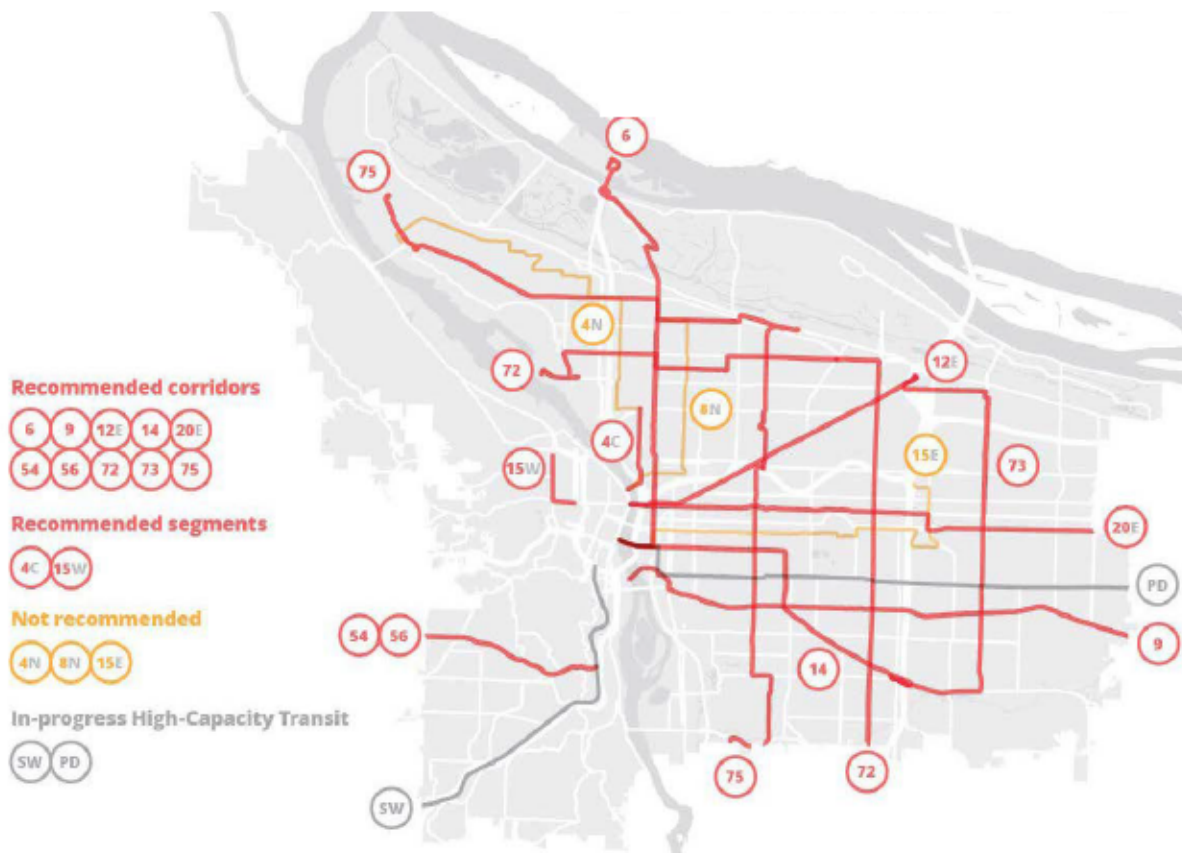 6
75
4N
72
12E
8N
4C
15E
15W
73
20E
PD
54 56
9
14
75
72
SW
Recommended corridors
6 9 12E 14 20E
54 56 72 73 75
Recommended segments
4C 15W
Not recommended
4N 8N 15E
In-progress High-Capacity Transit
SW PD